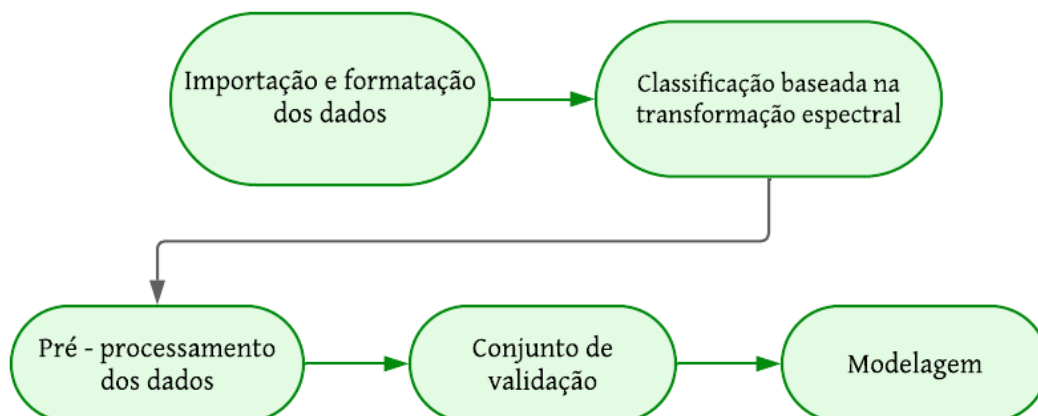 Importação e formatação
dos dados
Classificação baseada na
transformação espectral
Pré - processamento
dos dados
Conjunto de
validação
Modelagem